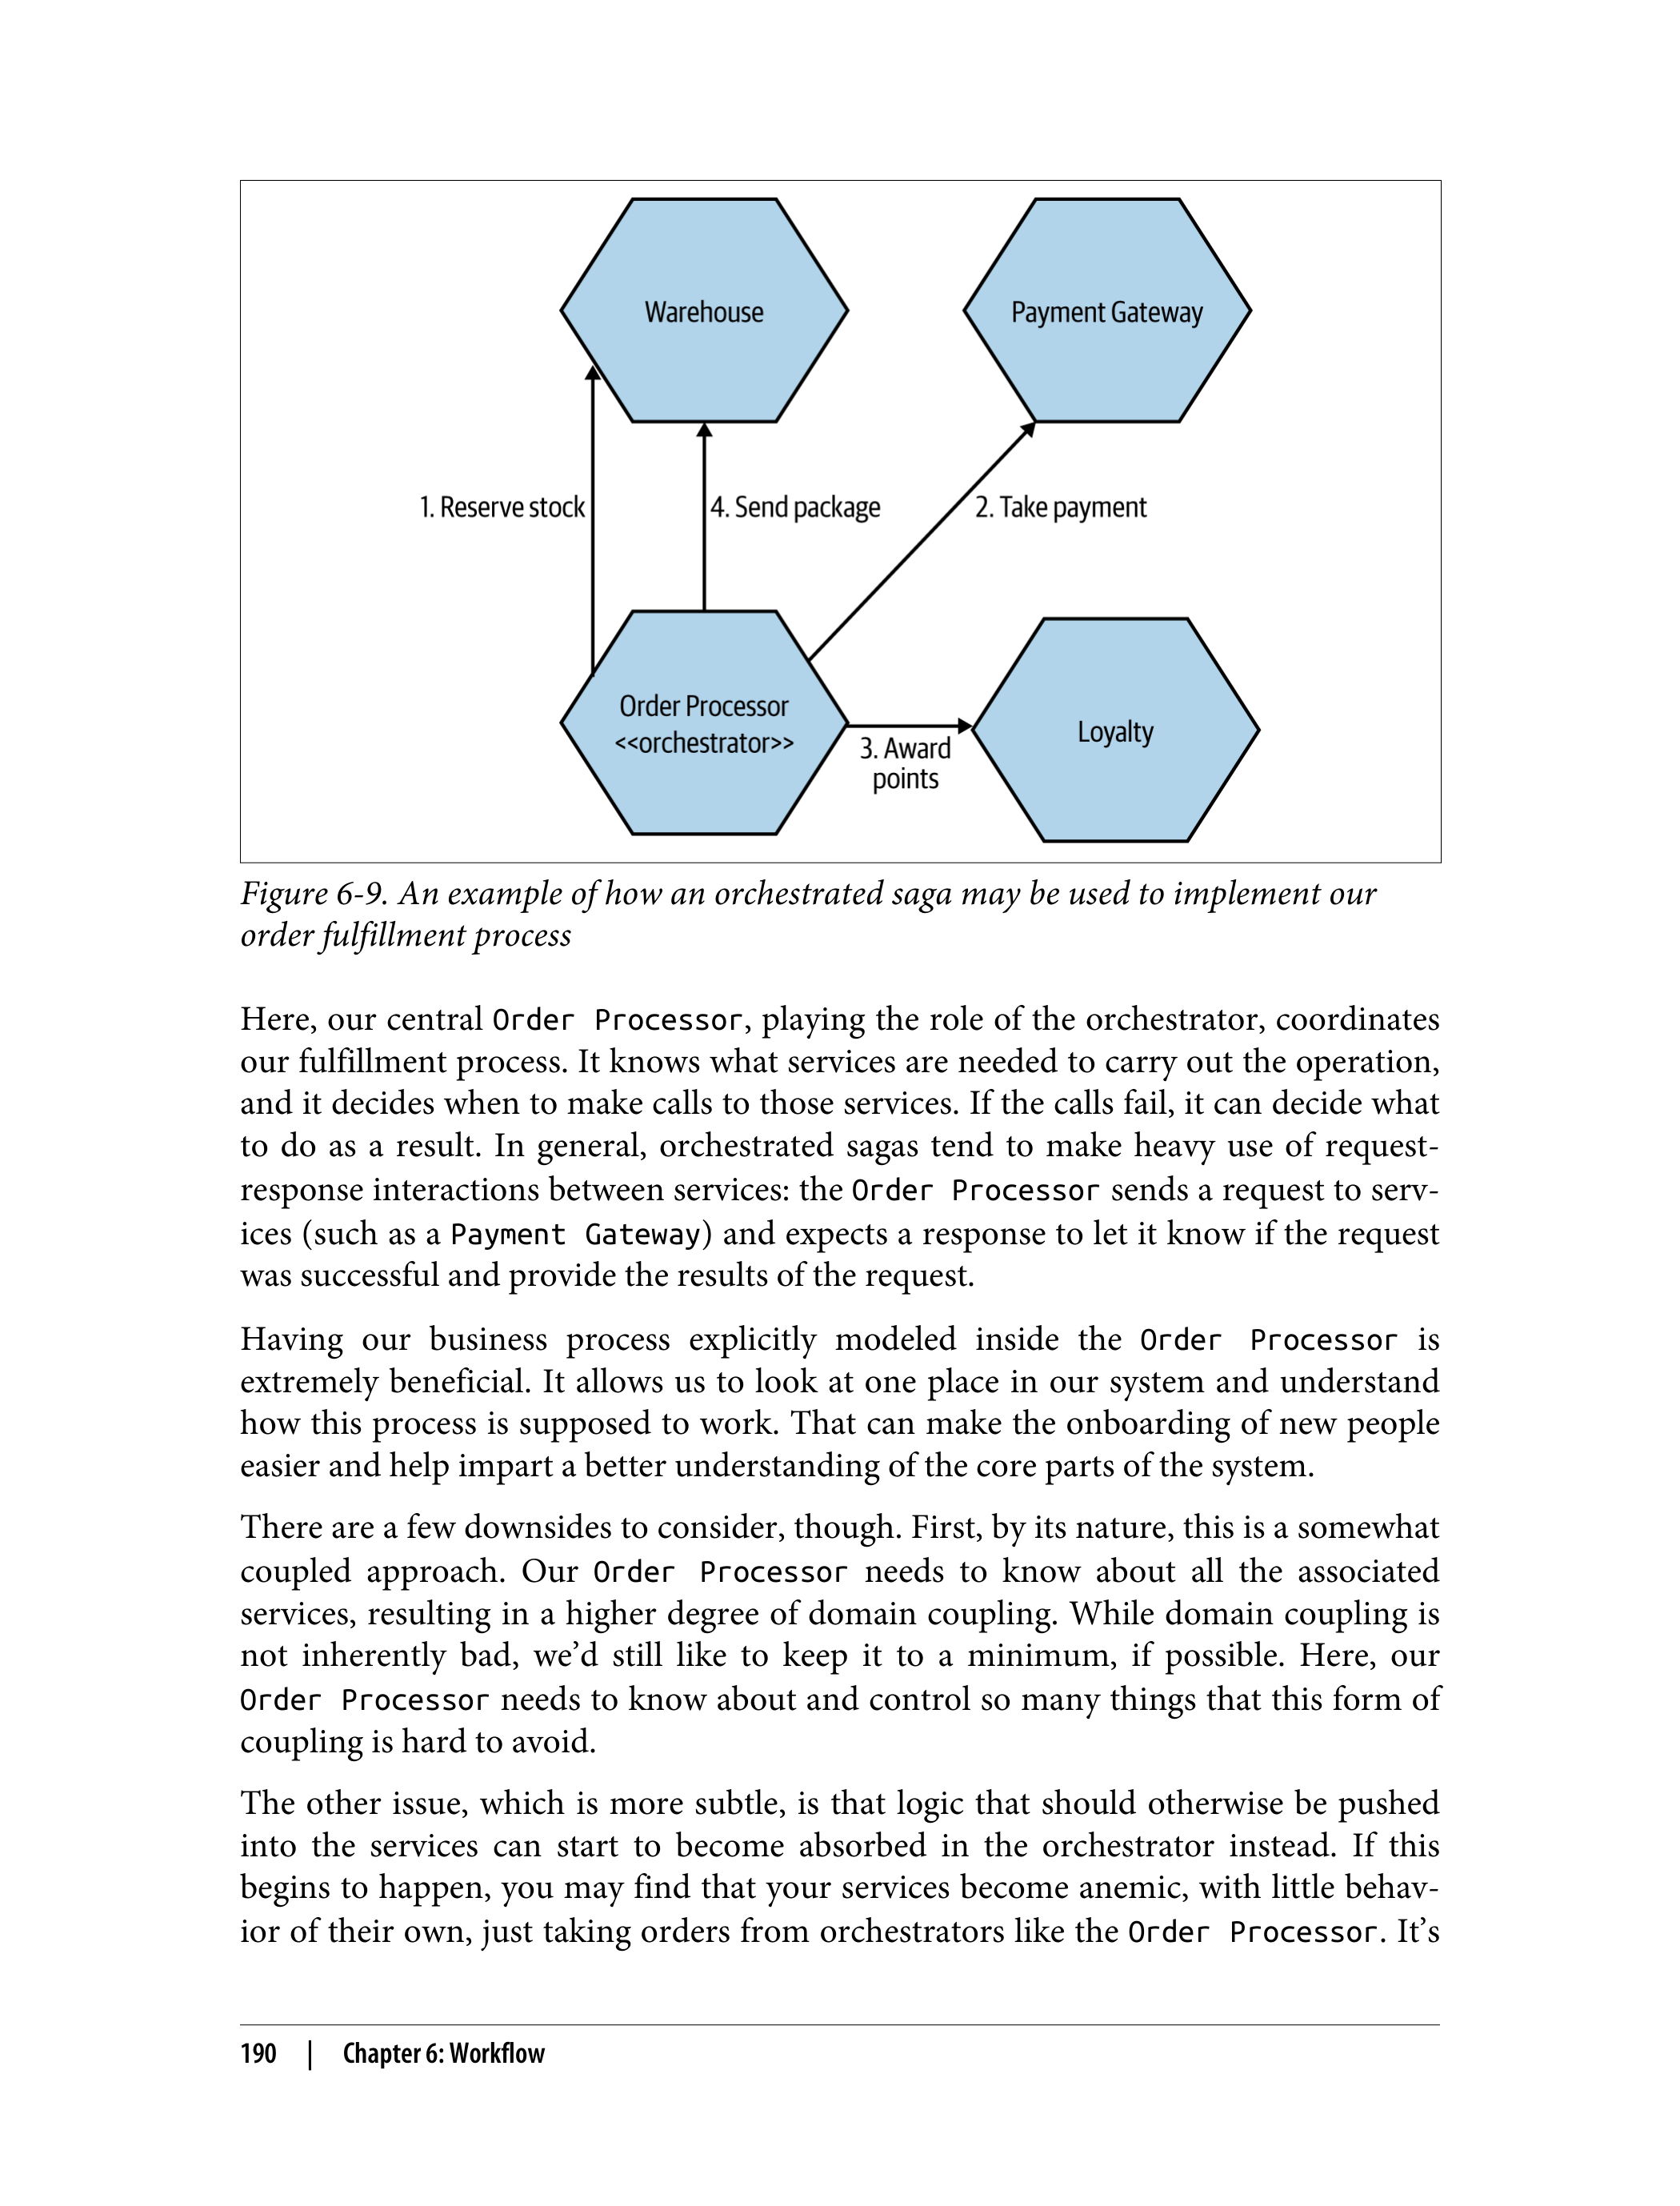 Warehouse
Payment Gateway
1. Reserve stock
4. Send package
2. Take payment
Order Processor
<<orchestrator>>
3. Award
points
Loyalty
Figure 6-9. An example of how an orchestrated saga may be used to implement our
order fulfillment process
Here, our central Order Processor, playing the role of the orchestrator, coordinates
our fulfillment process. It knows what services are needed to carry out the operation,
and it decides when to make calls to those services. If the calls fail, it can decide what
to do as a result. In general, orchestrated sagas tend to make heavy use of request-
response interactions between services: the Order Processor sends a request to serv-
ices (such as a Payment Gateway) and expects a response to let it know if the request
was successful and provide the results of the request.
Having our business process explicitly modeled inside the Order Processor is
extremely beneficial. It allows us to look at one place in our system and understand
how this process is supposed to work. That can make the onboarding of new people
easier and help impart a better understanding of the core parts of the system.
There are a few downsides to consider, though. First, by its nature, this is a somewhat
coupled approach. Our Order Processor needs to know about all the associated
services, resulting in a higher degree of domain coupling. While domain coupling is
not inherently bad, we’d still like to keep it to a minimum, if possible. Here, our
Order Processor needs to know about and control so many things that this form of
coupling is hard to avoid.
The other issue, which is more subtle, is that logic that should otherwise be pushed
into the services can start to become absorbed in the orchestrator instead. If this
begins to happen, you may find that your services become anemic, with little behav-
ior of their own, just taking orders from orchestrators like the Order Processor. It’s
190 | Chapter 6: Workflow